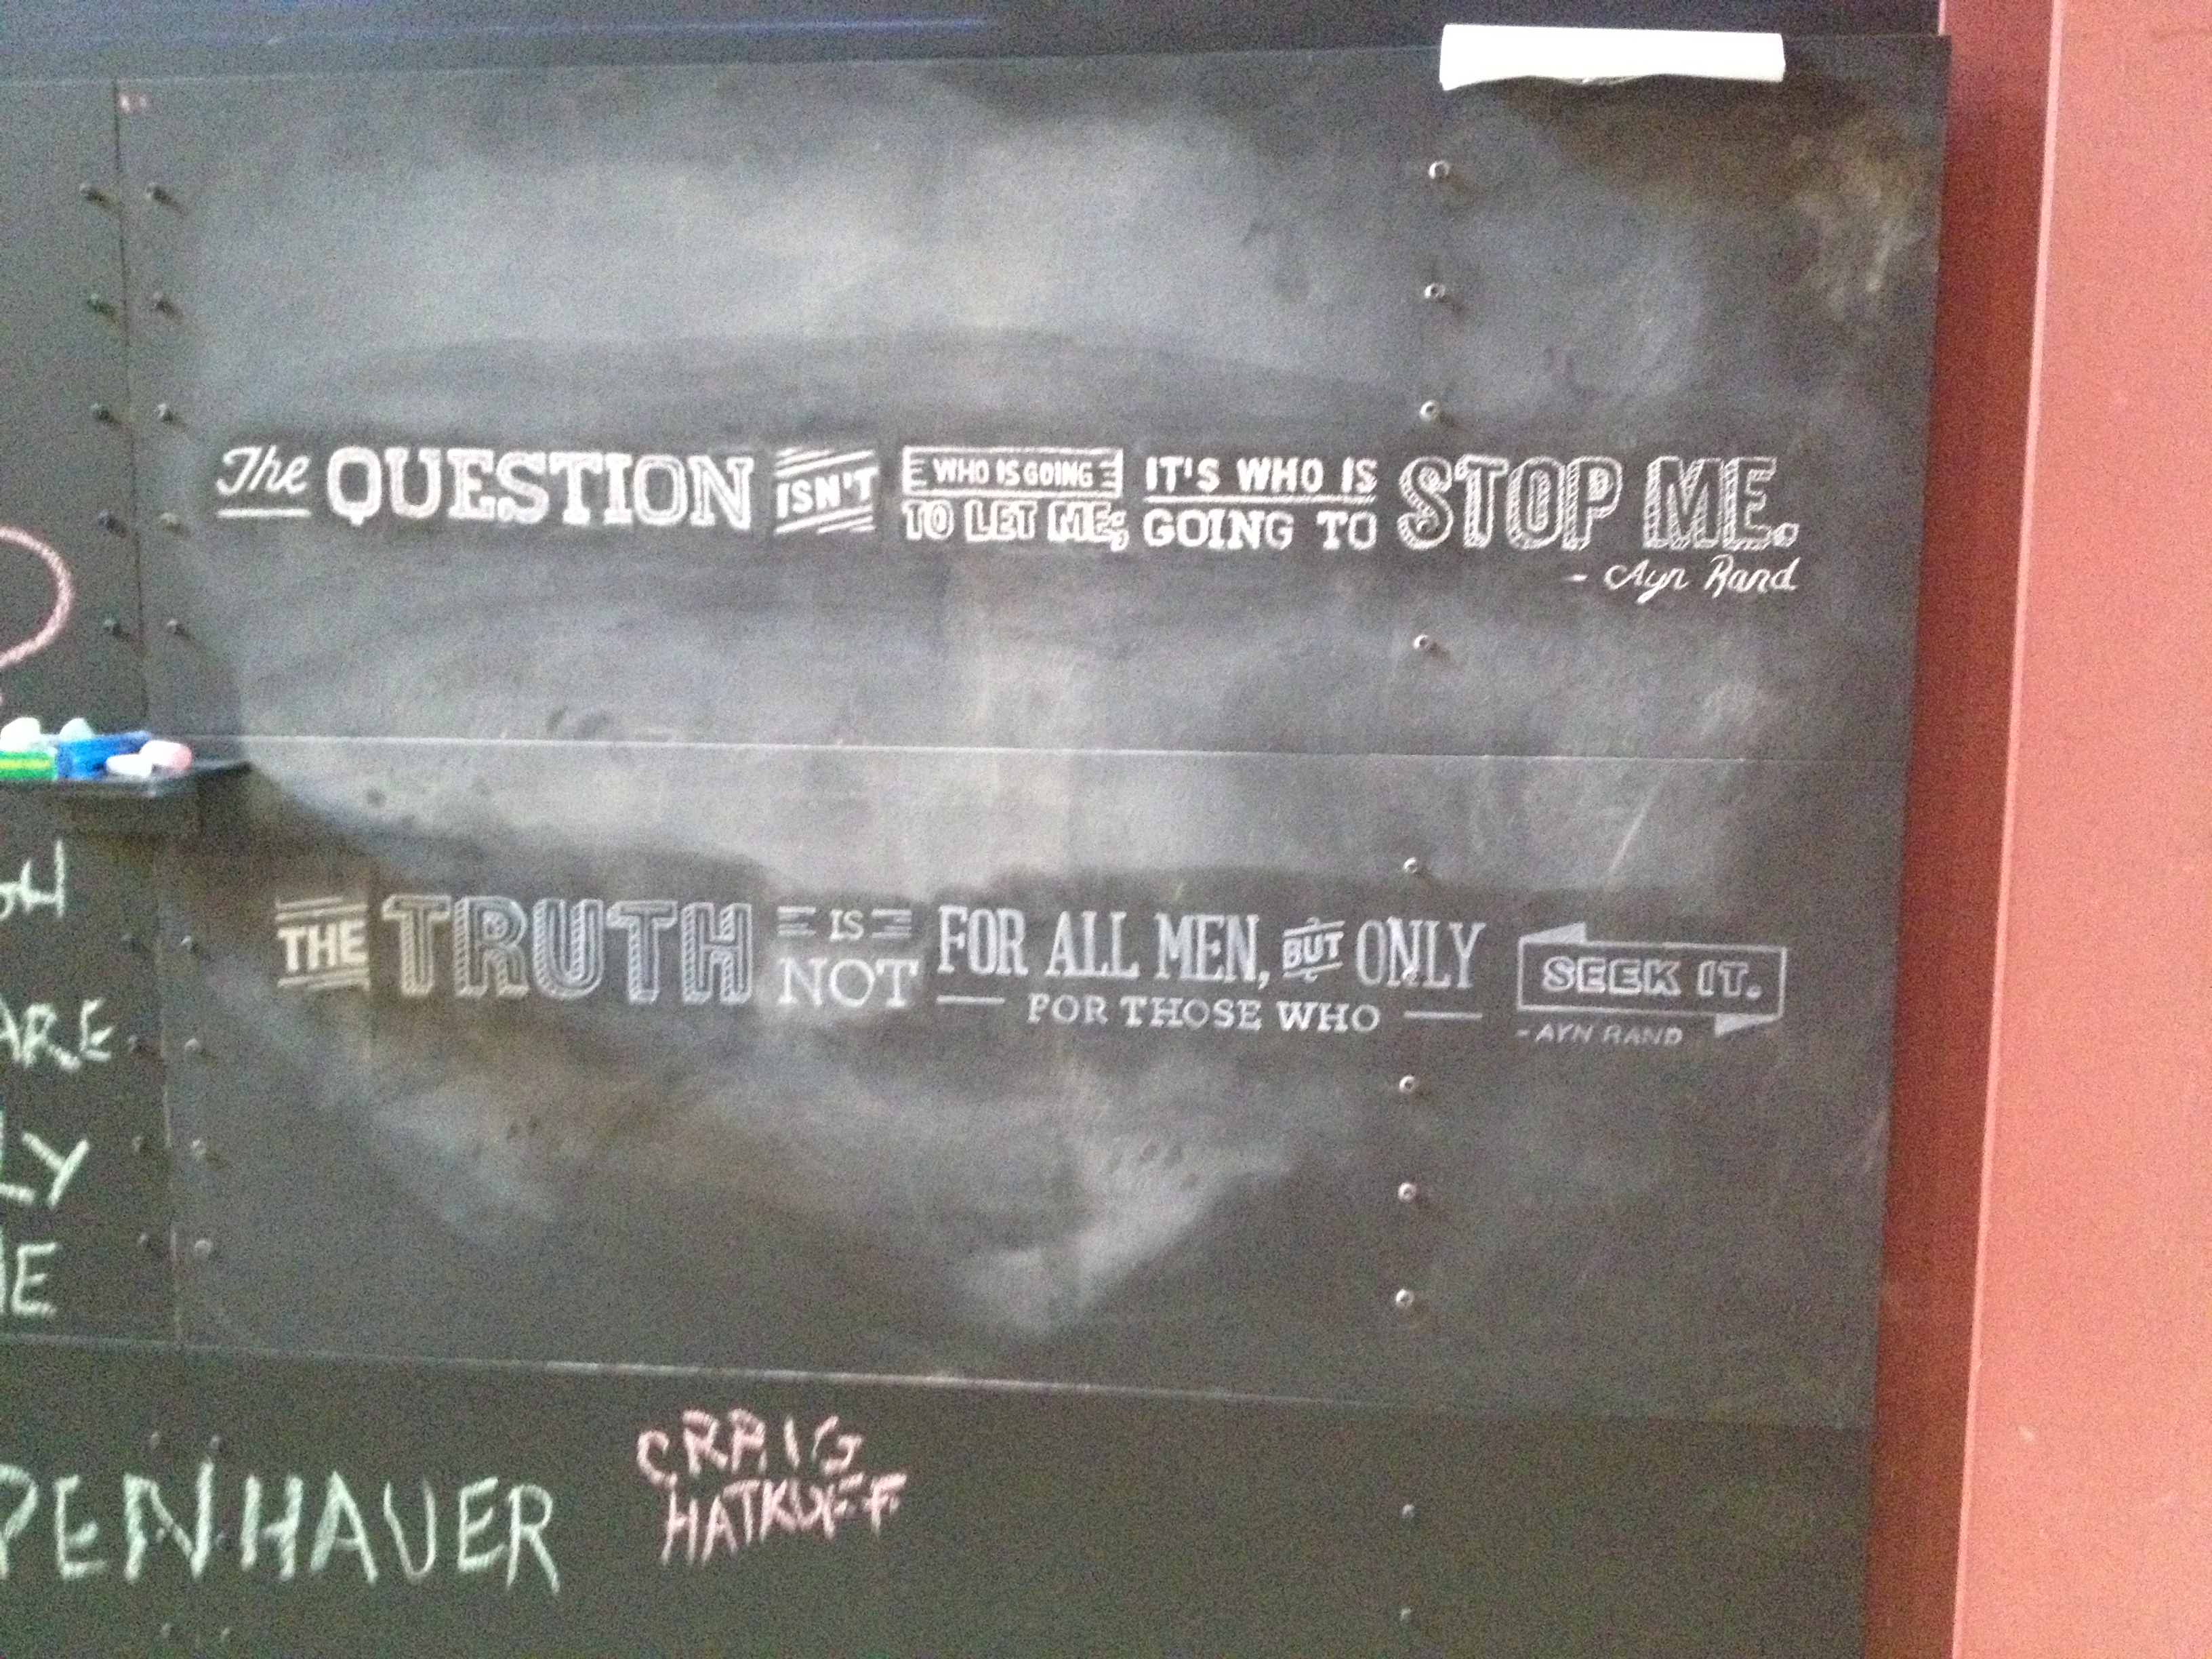 The QUESTION ISN'T WHO IS GOING TO LET ME; IT'S WHO IS GOING TO STOP ME.
- Ayn Rand
THE TRUTH IS NOT FOR ALL MEN, BUT ONLY FOR THOSE WHO SEEK IT.
- AYN RAND
ARE
LY
PENHAUER
CRAIG
HATKOFF